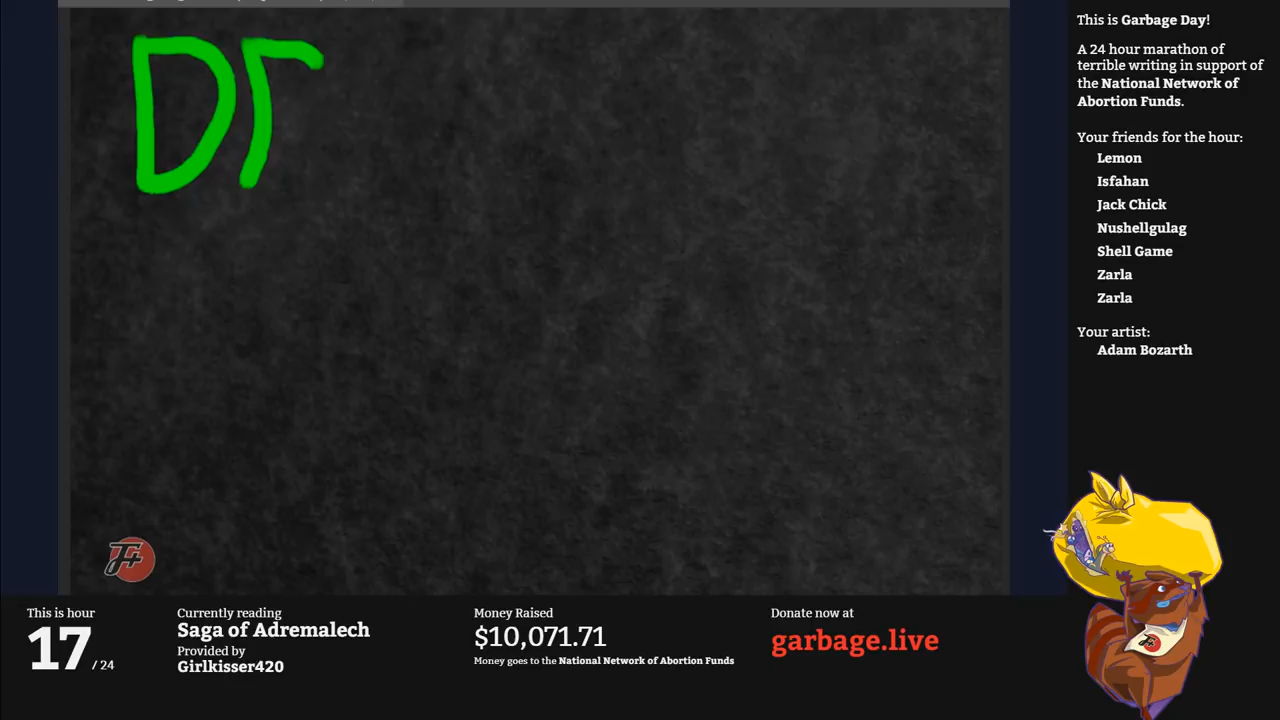 Dr
This is Garbage Day!
A 24 hour marathon of
terrible writing in support of
the National Network of
Abortion Funds.
Your friends for the hour:
Lemon
Isfahan
Jack Chick
Nushellgulag
Shell Game
Zarla
Zarla
Your artist:
Adam Bozarth
F+
This is hour
17 / 24
Currently reading
Saga of Adremalech
Provided by
Girlkisser420
Money Raised
$10,071.71
Money goes to the National Network of Abortion Funds
Donate now at
garbage.live